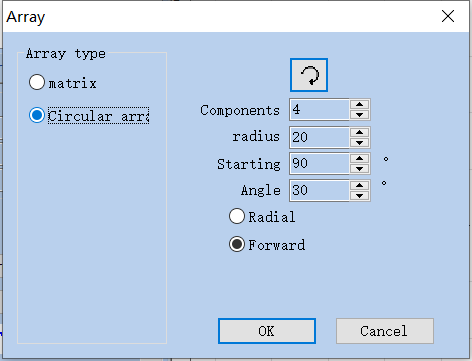 Array
Array type
matrix
Circular arra
Components 4
radius 20
Starting 90 °
Angle 30 °
Radial
Forward
OK Cancel